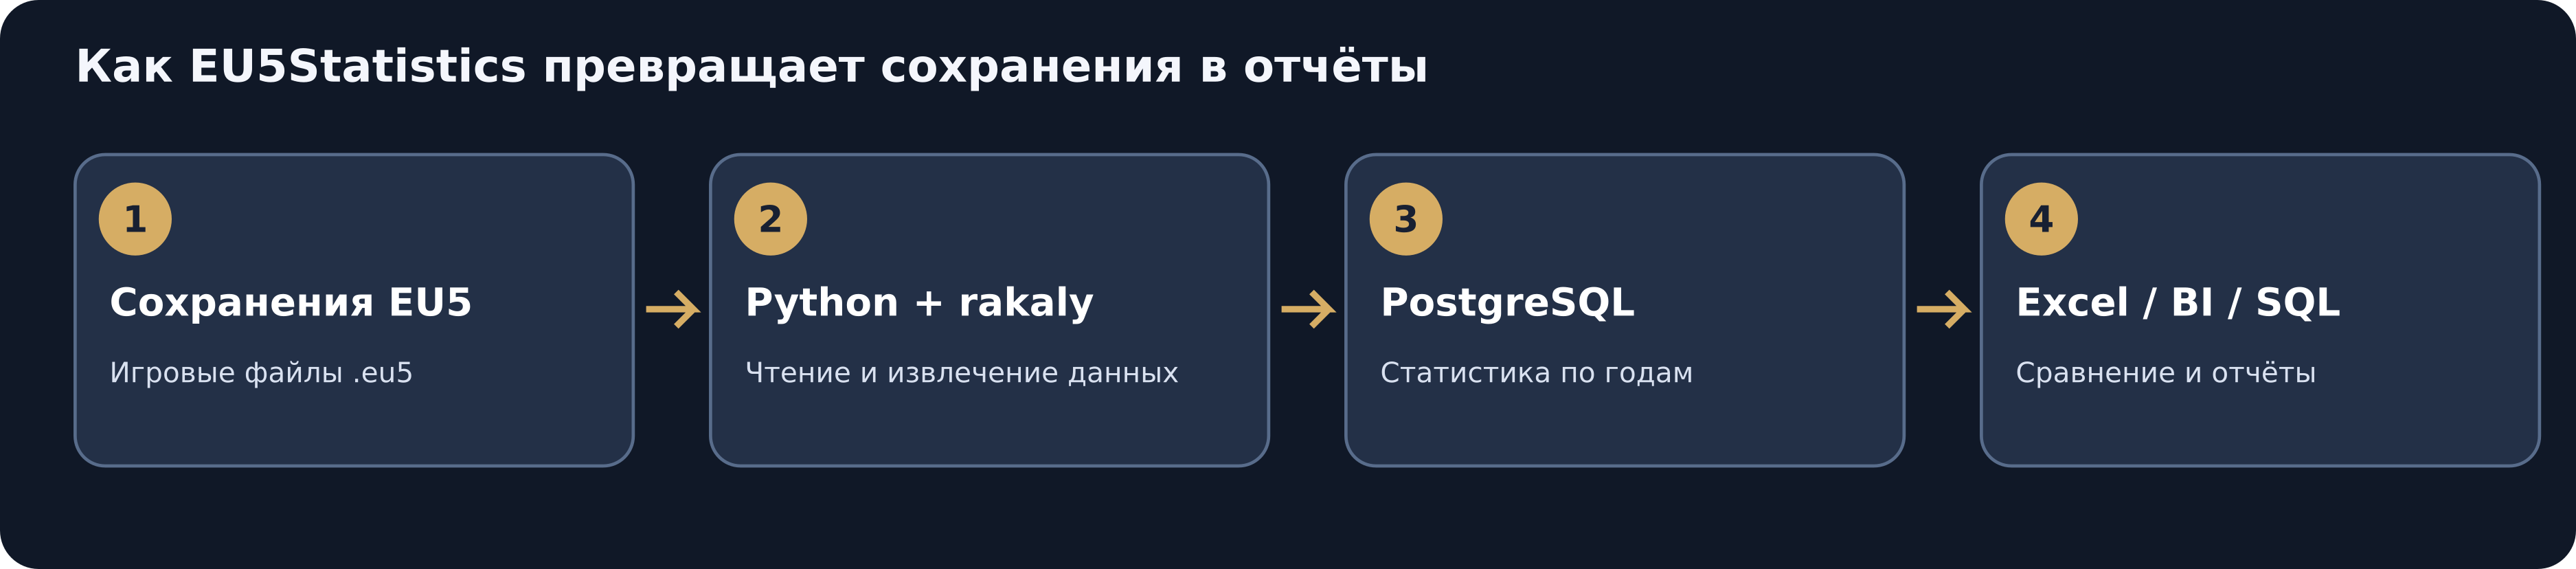 Как EU5Statistics превращает сохранения в отчёты
1
Сохранения EU5
Игровые файлы .eu5
2
Python + rakaly
Чтение и извлечение данных
3
PostgreSQL
Статистика по годам
4
Excel / BI / SQL
Сравнение и отчёты